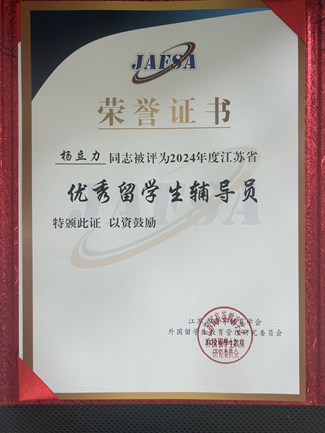 JAFSA
荣誉证书
杨立力 同志被评为2024年度江苏省
优秀留学生辅导员
特颁此证 以资鼓励
外国留学生教育管理研究委员会